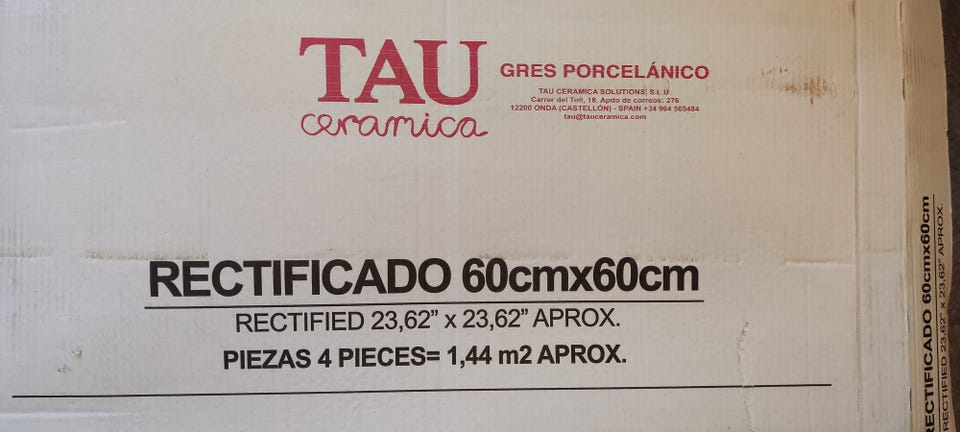 TAU
ceramica
GRES PORCELÁNICO
TAU CERAMICA SOLUTIONS, S.L.U.
Carrer del Toll, 18. Apdo de correos: 276
12200 ONDA (CASTELLÓN) - SPAIN +34 964 565484
tau@tauceramica.com
RECTIFICADO 60cmx60cm
RECTIFIED 23,62” x 23,62” APROX.
PIEZAS 4 PIECES= 1,44 m2 APROX.
RECTIFICADO 60cmx60cm
RECTIFIED 23,62” x 23,62” APROX.